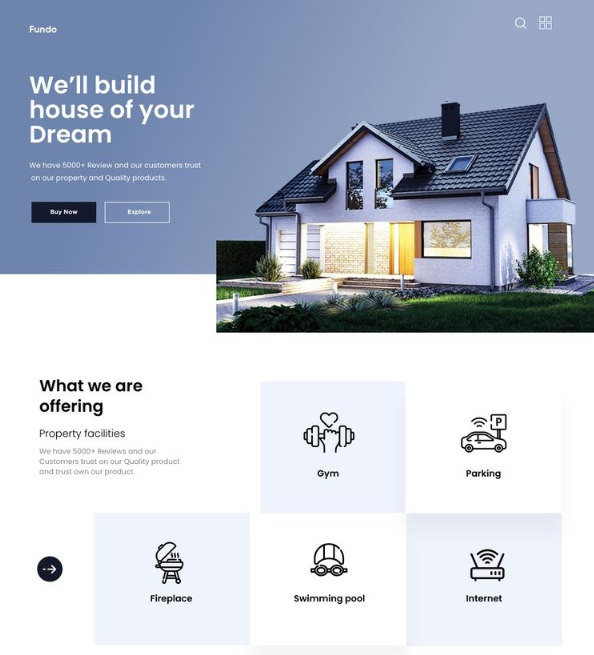 Fundo
We’ll build
house of your
Dream
We have 5000+ Review and our customers trust
on our property and Quality products.
Buy Now
Explore
What we are
offering
Property facilities
We have 5000+ Reviews and our
Customers trust on our Quality product
and trust own our product.
Gym
P
Parking
Fireplace
Swimming pool
Internet